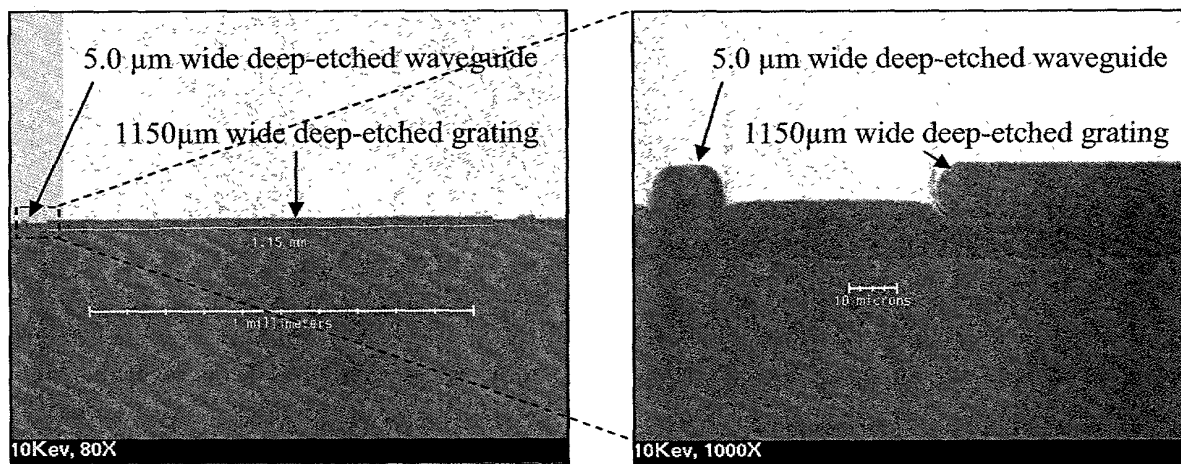 5.0 µm wide deep-etched waveguide
1150µm wide deep-etched grating
1.15 mm
1 millimeters
10Kev, 80X
5.0 µm wide deep-etched waveguide
1150µm wide deep-etched grating
10 microns
10Kev, 1000X